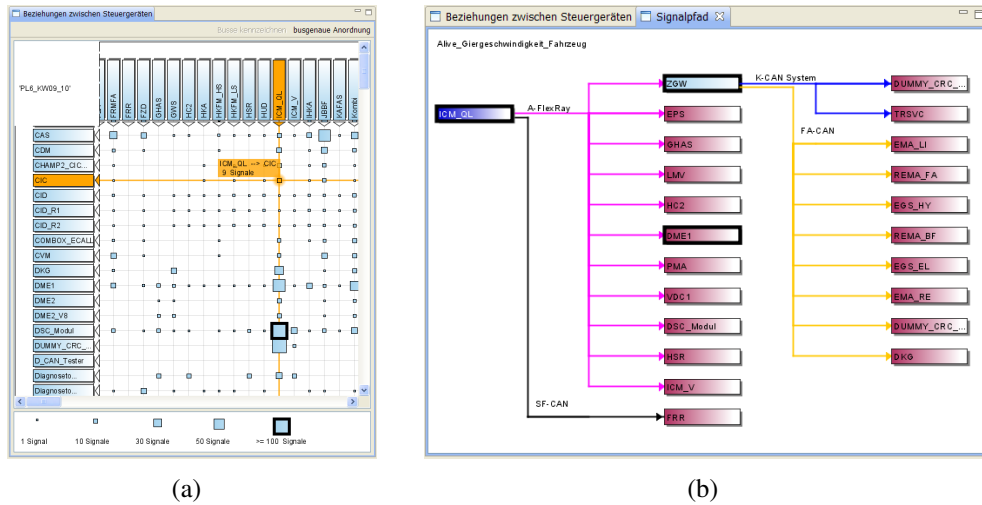 Beziehungen zwischen Steuergeräten
Busse kennzeichnen busgenaue Anordnung
'PL6_KW09_10'
FRMFA
FRR
FZD
GHAS
GWS
HC2
HKA
HKFM_HS
HKFM_LS
HSR
HUD
ICM_QL
ICM_V
IHKA
JBBF
KAFAS
Kombi
CAS
CDM
CHAMP2_CIC...
CIC
CID
CID_R1
CID_R2
COMBOX_ECALL
CVM
DKG
DME1
DME2
DME2_V8
DSC_Modul
DUMMY_CRC_...
D_CAN_Tester
Diagnoseto...
Diagnoseto...
ICM_QL --> CIC
9 Signale
1 Signal 10 Signale 30 Signale 50 Signale >= 100 Signale
(a)
Beziehungen zwischen Steuergeräten Signalpfad
Alive_Giergeschwindigkeit_Fahrzeug
ICM_QL
A-FlexRay
SF-CAN
K-CAN System
FA-CAN
ZGW
EPS
GHAS
LMV
HC2
DME1
PMA
VDC1
DSC_Modul
HSR
ICM_V
FRR
DUMMY_CRC_...
TRSVC
EMA_LI
REMA_FA
EGS_HY
REMA_BF
EGS_EL
EMA_RE
DUMMY_CRC_...
DKG
(b)